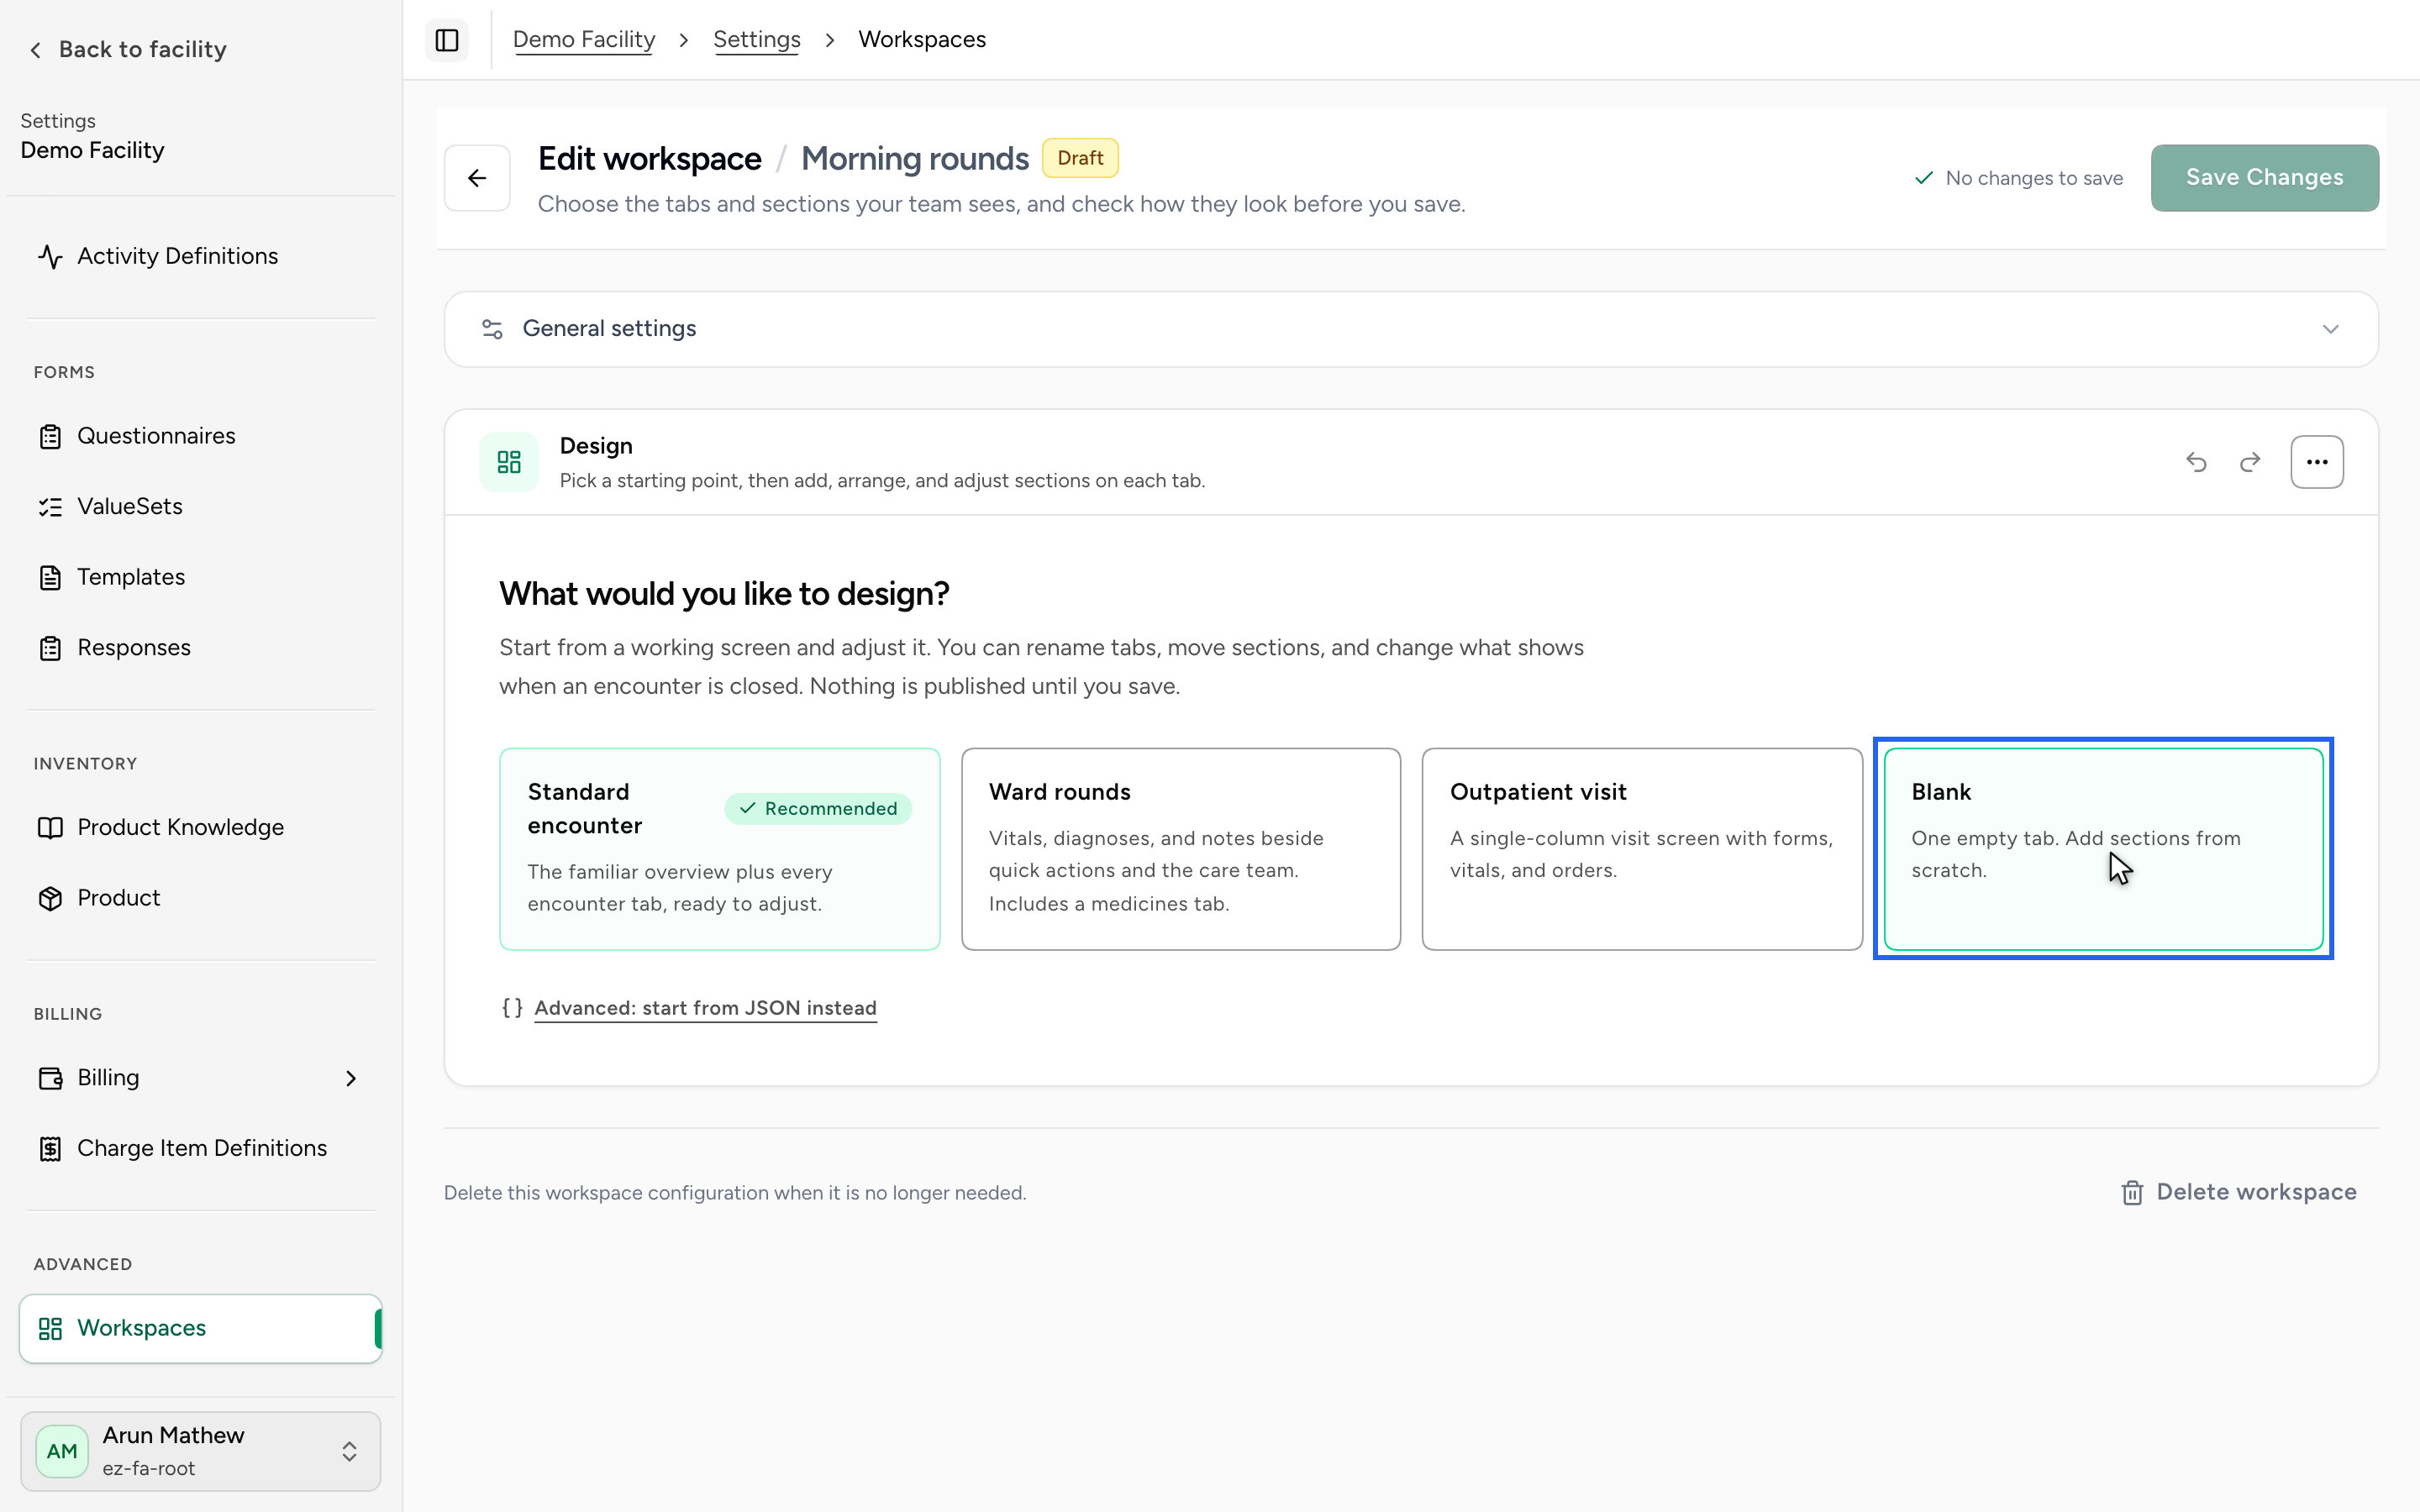 Back to facility
Settings
Demo Facility
Activity Definitions
FORMS
Questionnaires
ValueSets
Templates
Responses
INVENTORY
Product Knowledge
Product
BILLING
Billing
Charge Item Definitions
ADVANCED
Workspaces
AM
Arun Mathew
ez-fa-root
Demo Facility > Settings > Workspaces
Edit workspace / Morning rounds Draft
Choose the tabs and sections your team sees, and check how they look before you save.
No changes to save
Save Changes
General settings
Design
Pick a starting point, then add, arrange, and adjust sections on each tab.
What would you like to design?
Start from a working screen and adjust it. You can rename tabs, move sections, and change what shows
when an encounter is closed. Nothing is published until you save.
Standard
encounter
Recommended
The familiar overview plus every
encounter tab, ready to adjust.
Ward rounds
Vitals, diagnoses, and notes beside
quick actions and the care team.
Includes a medicines tab.
Outpatient visit
A single-column visit screen with forms,
vitals, and orders.
Blank
One empty tab. Add sections from
scratch.
{} Advanced: start from JSON instead
Delete this workspace configuration when it is no longer needed.
Delete workspace